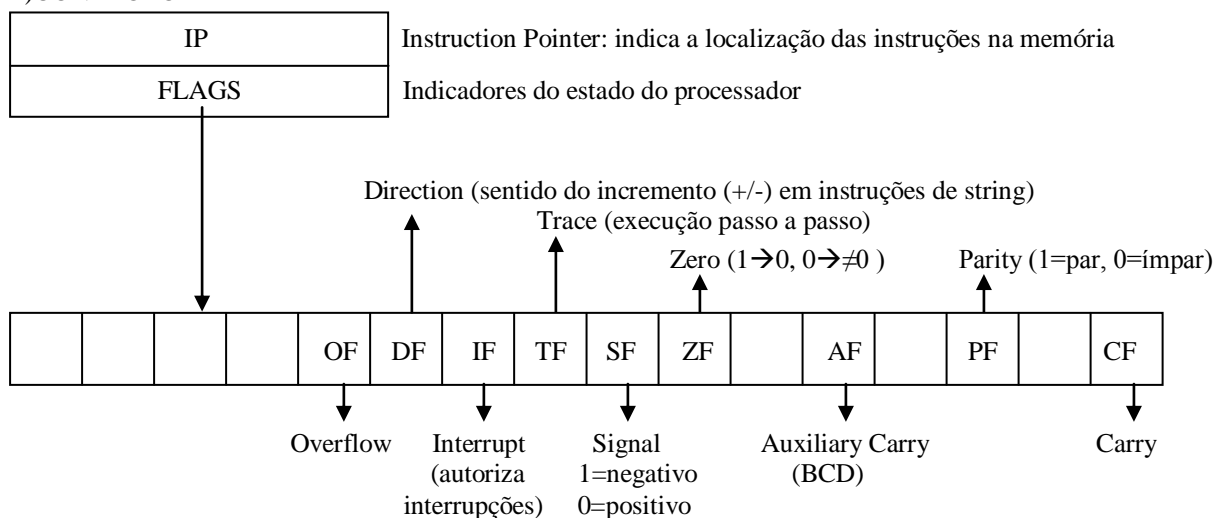 IP
Instruction Pointer: indica a localização das instruções na memória
FLAGS
Indicadores do estado do processador
Direction (sentido do incremento (+/-) em instruções de string)
Trace (execução passo a passo)
Zero (1→0, 0→≠0 )
Parity (1=par, 0=ímpar)
OF DF IF TF SF ZF AF PF CF
Overflow
Interrupt
(autoriza
interrupções)
Signal
1=negativo
0=positivo
Auxiliary Carry
(BCD)
Carry